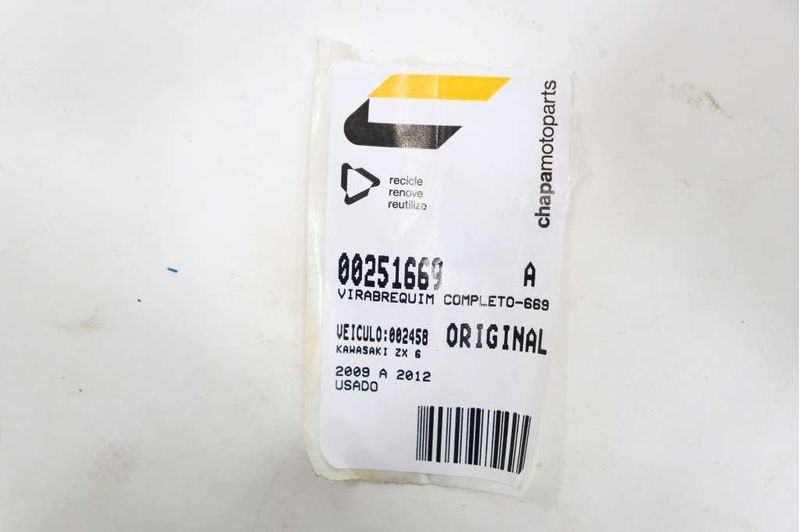 recicle
renove
reutilize
chapamotoparts
00251669 A
VIRABREQUIM COMPLETO-669
VEICULO:002458 ORIGINAL
KAWASAKI ZX 6
2009 A 2012
USADO